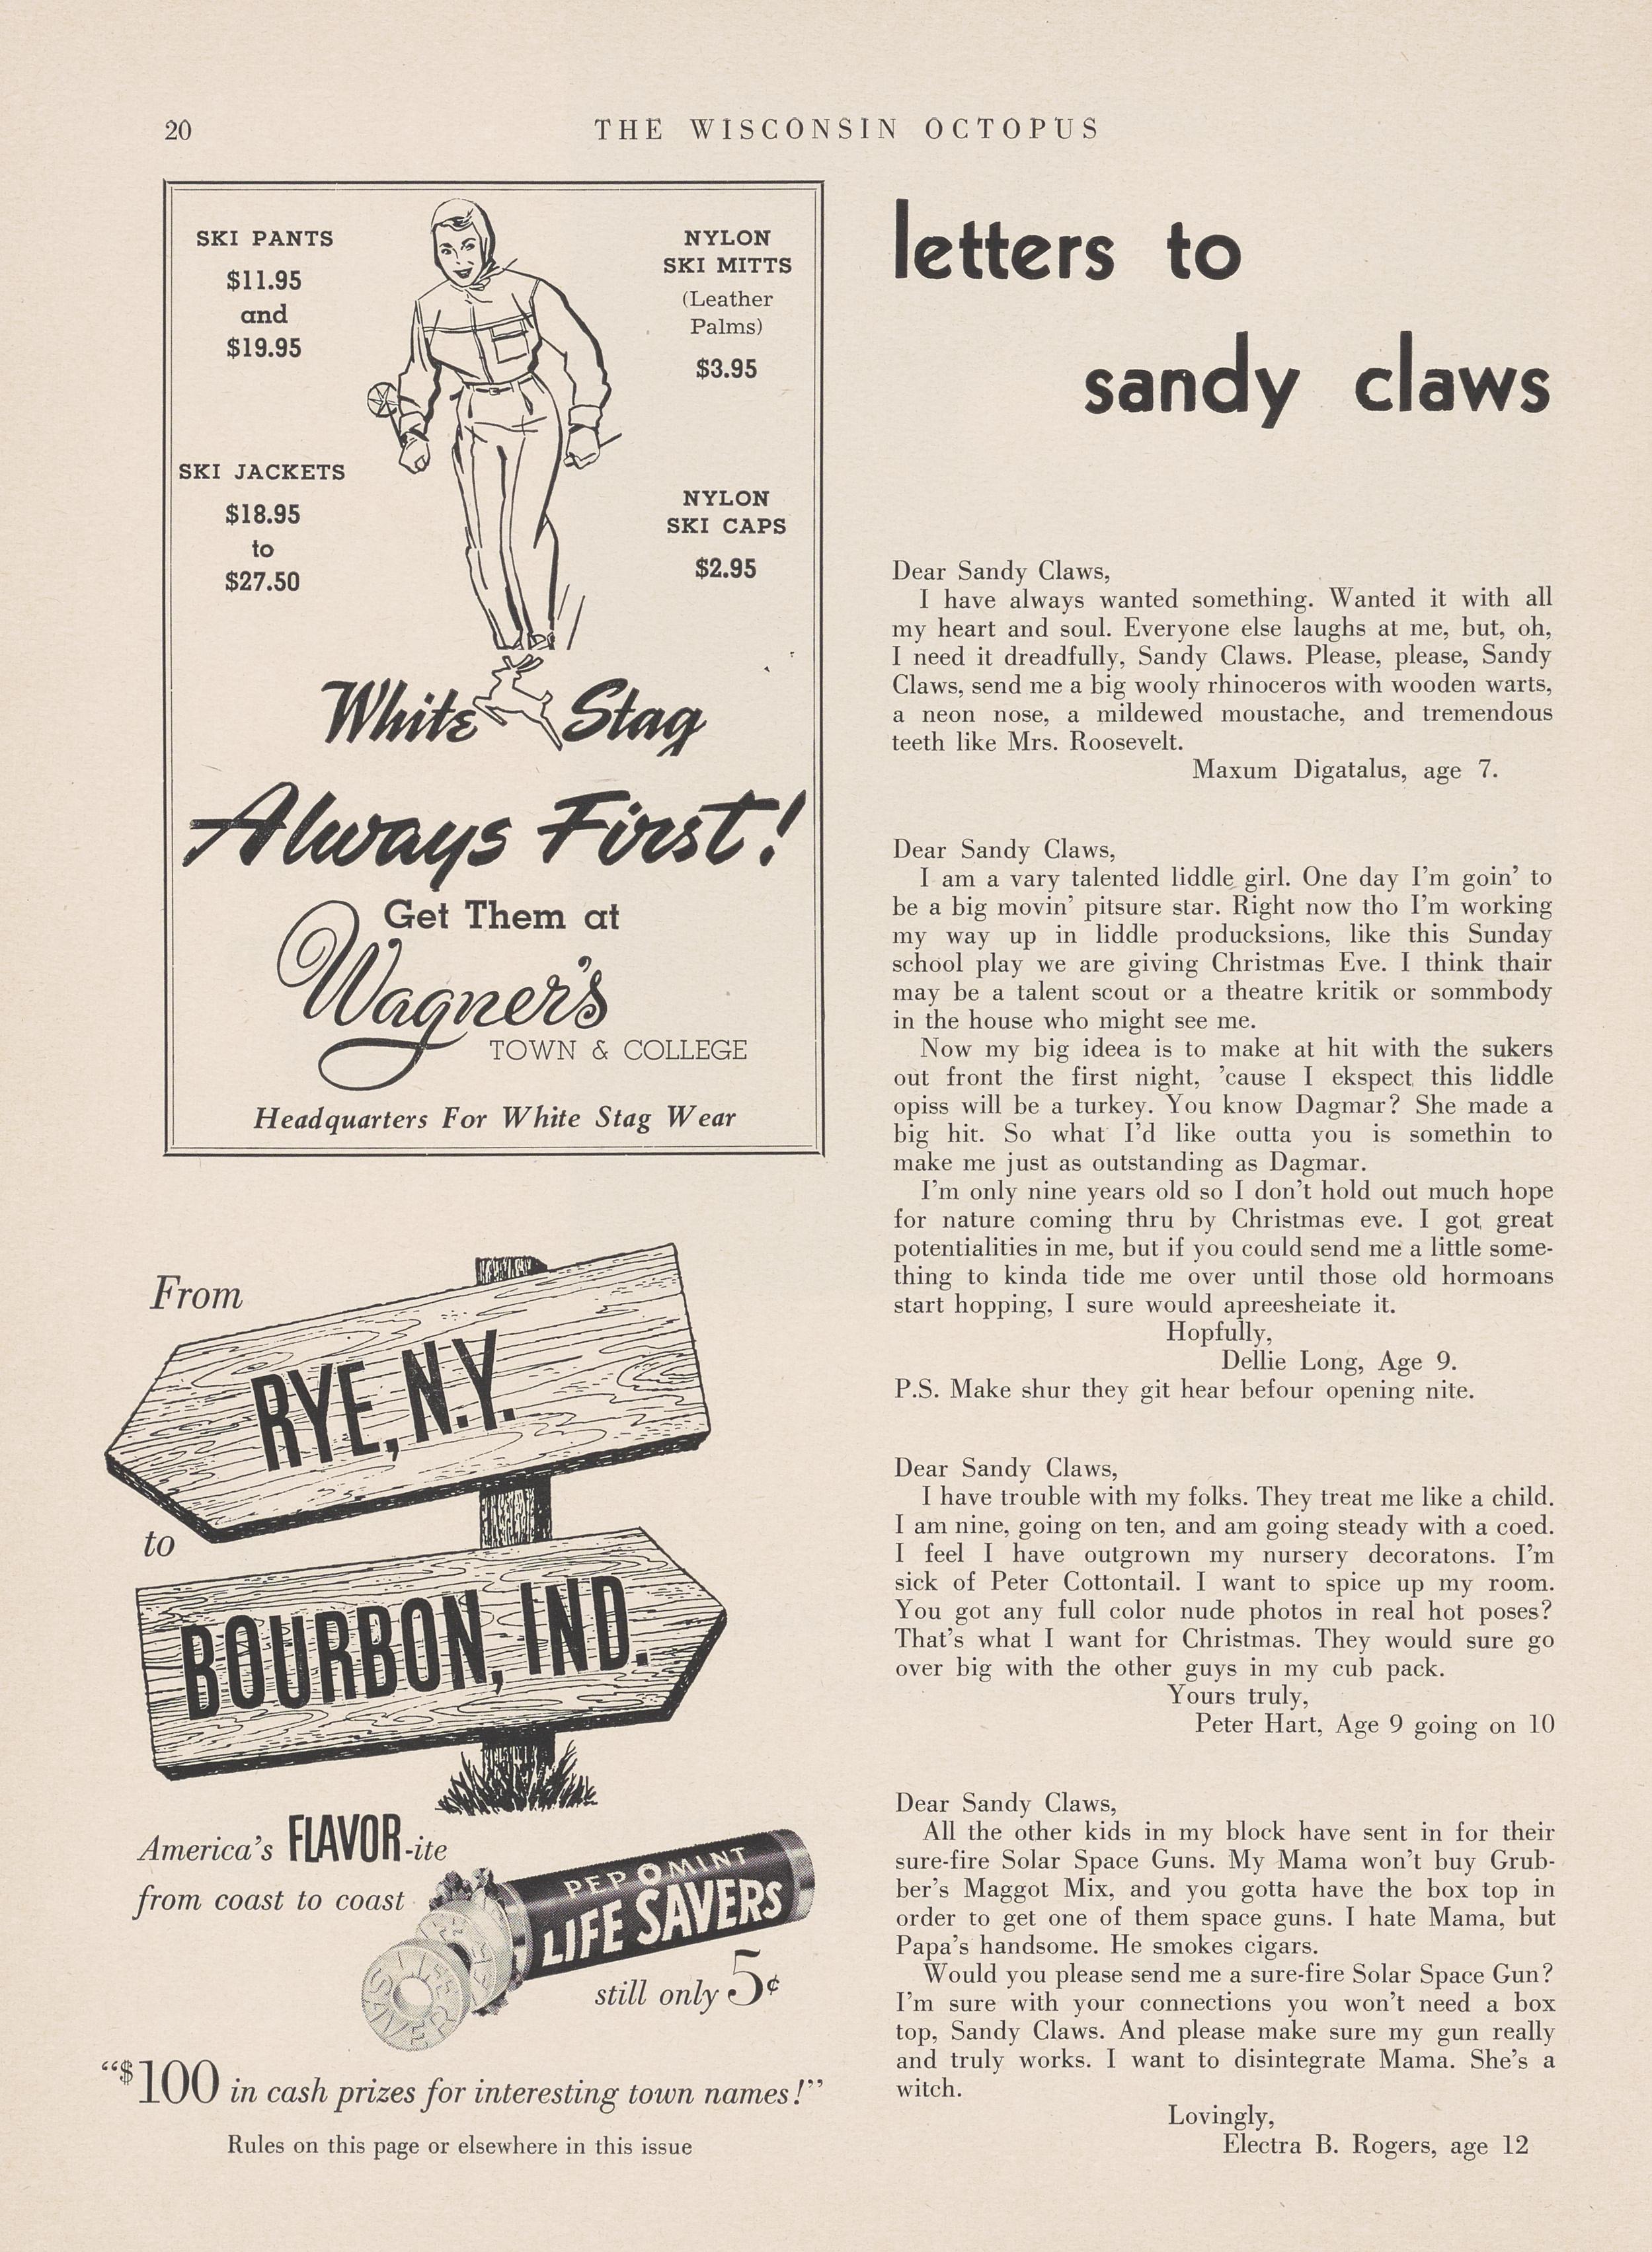 20
THE WISCONSIN OCTOPUS
SKI PANTS
$11.95
and
$19.95
NYLON
SKI MITTS
(Leather
Palms)
$3.95
SKI JACKETS
$18.95
to
$27.50
NYLON
SKI CAPS
$2.95
White Stag
Always First!
Get Them at
Wagner's
TOWN & COLLEGE
Headquarters For White Stag Wear
From
RYE, N.Y.
to
BOURBON, IND.
America's FLAVOR-ite
from coast to coast
PEP O MINT
LIFE SAVERS
LIFE SAVER
still only 5¢
"$100 in cash prizes for interesting town names!"
Rules on this page or elsewhere in this issue
letters to
sandy claws
Dear Sandy Claws,
I have always wanted something. Wanted it with all
my heart and soul. Everyone else laughs at me, but, oh,
I need it dreadfully, Sandy Claws. Please, please, Sandy
Claws, send me a big wooly rhinoceros with wooden warts,
a neon nose, a mildewed moustache, and tremendous
teeth like Mrs. Roosevelt.
Maxum Digatalus, age 7.
Dear Sandy Claws,
I am a vary talented liddle girl. One day I'm goin' to
be a big movin' pitsure star. Right now tho I'm working
my way up in liddle producksions, like this Sunday
school play we are giving Christmas Eve. I think thair
may be a talent scout or a theatre kritik or sommbody
in the house who might see me.
Now my big ideea is to make at hit with the sukers
out front the first night, 'cause I ekspect this liddle
opiss will be a turkey. You know Dagmar? She made a
big hit. So what I'd like outta you is somethin to
make me just as outstanding as Dagmar.
I'm only nine years old so I don't hold out much hope
for nature coming thru by Christmas eve. I got great
potentialities in me, but if you could send me a little some-
thing to kinda tide me over until those old hormoans
start hopping, I sure would apreesheiate it.
Hopfully,
Dellie Long, Age 9.
P.S. Make shur they git hear befour opening nite.
Dear Sandy Claws,
I have trouble with my folks. They treat me like a child.
I am nine, going on ten, and am going steady with a coed.
I feel I have outgrown my nursery decoratons. I'm
sick of Peter Cottontail. I want to spice up my room.
You got any full color nude photos in real hot poses?
That's what I want for Christmas. They would sure go
over big with the other guys in my cub pack.
Yours truly,
Peter Hart, Age 9 going on 10
Dear Sandy Claws,
All the other kids in my block have sent in for their
sure-fire Solar Space Guns. My Mama won't buy Grub-
ber's Maggot Mix, and you gotta have the box top in
order to get one of them space guns. I hate Mama, but
Papa's handsome. He smokes cigars.
Would you please send me a sure-fire Solar Space Gun?
I'm sure with your connections you won't need a box
top, Sandy Claws. And please make sure my gun really
and truly works. I want to disintegrate Mama. She's a
witch.
Lovingly,
Electra B. Rogers, age 12